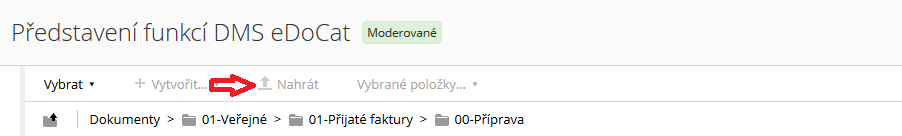 Představení funkcí DMS eDoCat Moderované
Vybrat Vytvořit... Nahrát Vybrané položky...
Dokumenty > 01-Veřejné > 01-Přijaté faktury > 00-Příprava